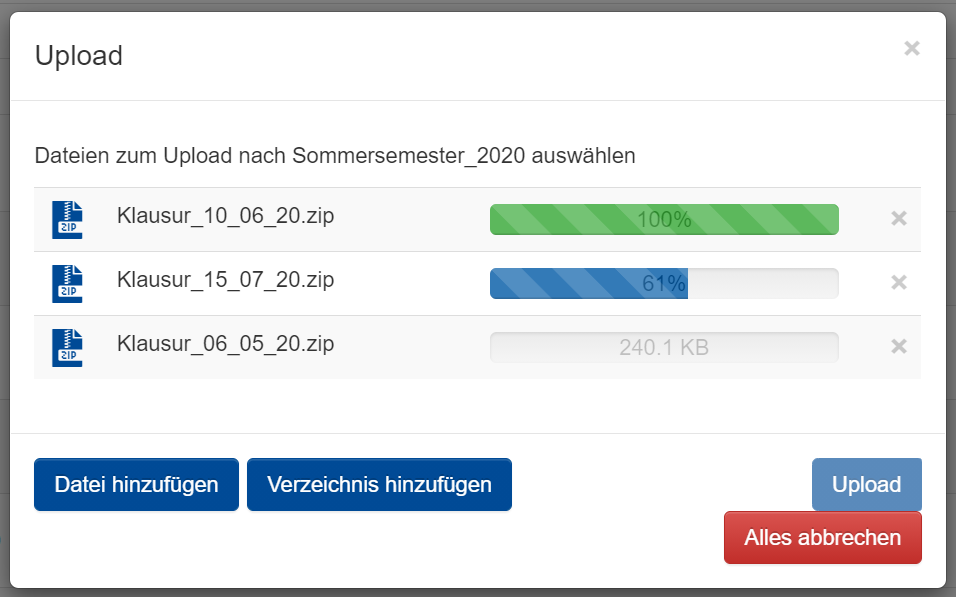 Upload
×
Dateien zum Upload nach Sommersemester_2020 auswählen
ZIP Klausur_10_06_20.zip 100% ×
ZIP Klausur_15_07_20.zip 61% ×
ZIP Klausur_06_05_20.zip 240.1 KB ×
Datei hinzufügen Verzeichnis hinzufügen Upload
Alles abbrechen